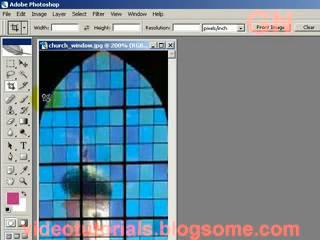 Adobe Photoshop
File Edit Image Layer Select Filter View Window Help
Width: Height: Resolution: pixels/inch Front Image Clear
church_window.jpg @ 200% (RGB...
videotutorials.blogsome.com